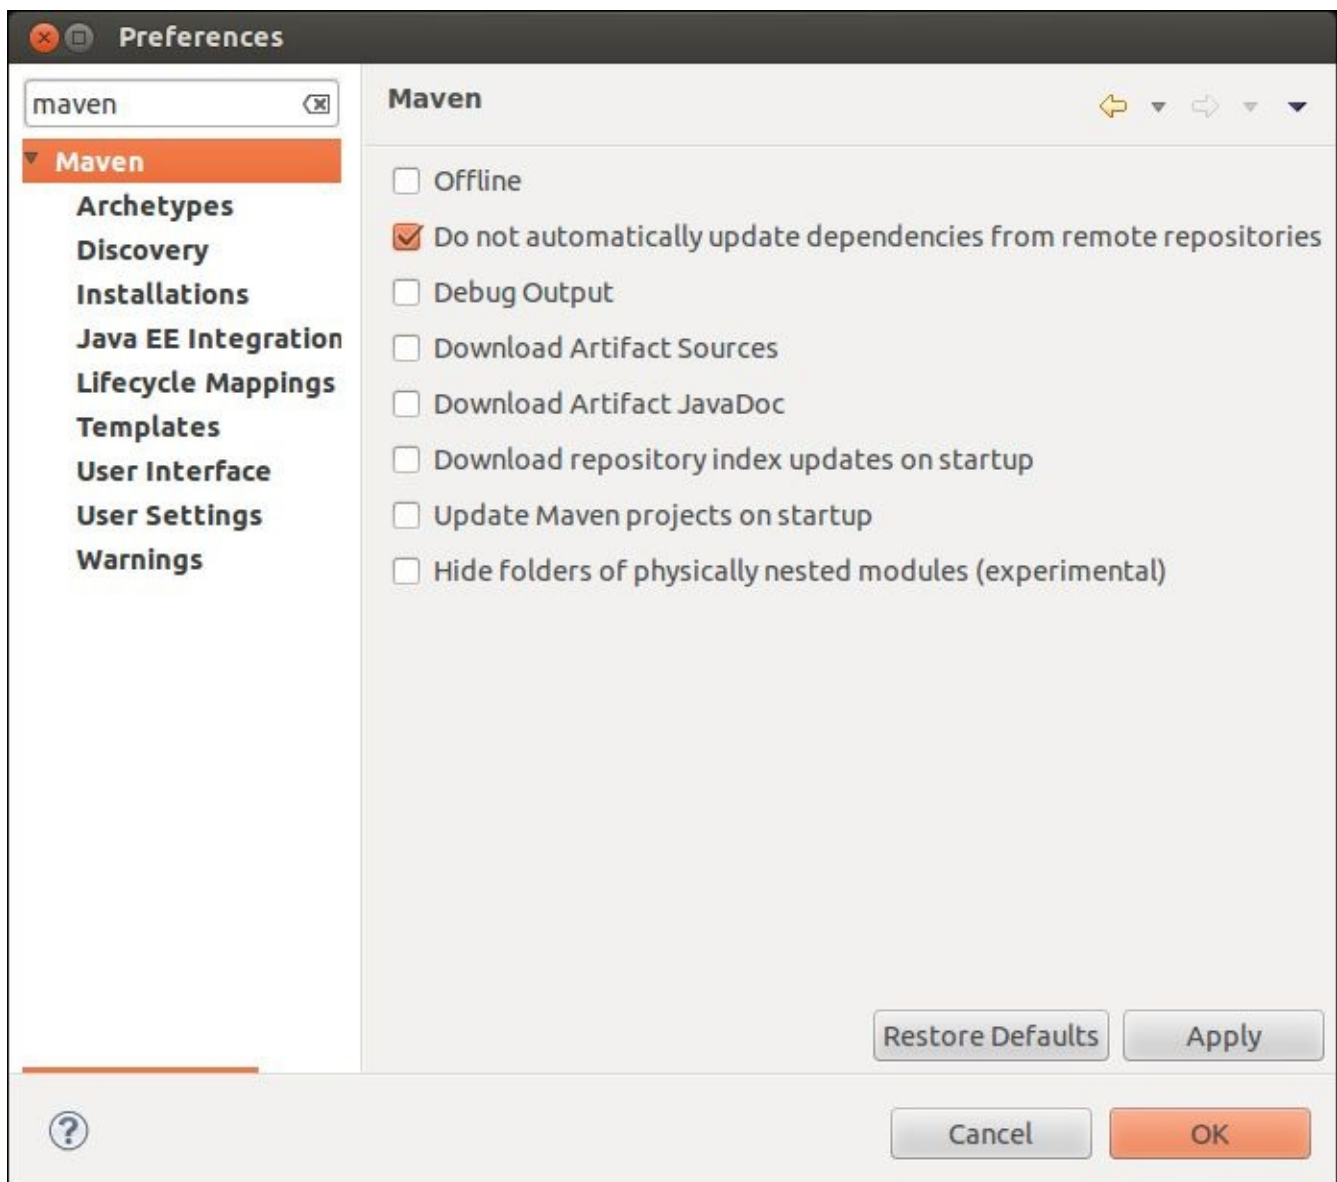 Preferences
maven
Maven
Archetypes
Discovery
Installations
Java EE Integration
Lifecycle Mappings
Templates
User Interface
User Settings
Warnings
Maven
Offline
Do not automatically update dependencies from remote repositories
Debug Output
Download Artifact Sources
Download Artifact JavaDoc
Download repository index updates on startup
Update Maven projects on startup
Hide folders of physically nested modules (experimental)
Restore Defaults Apply
? Cancel OK